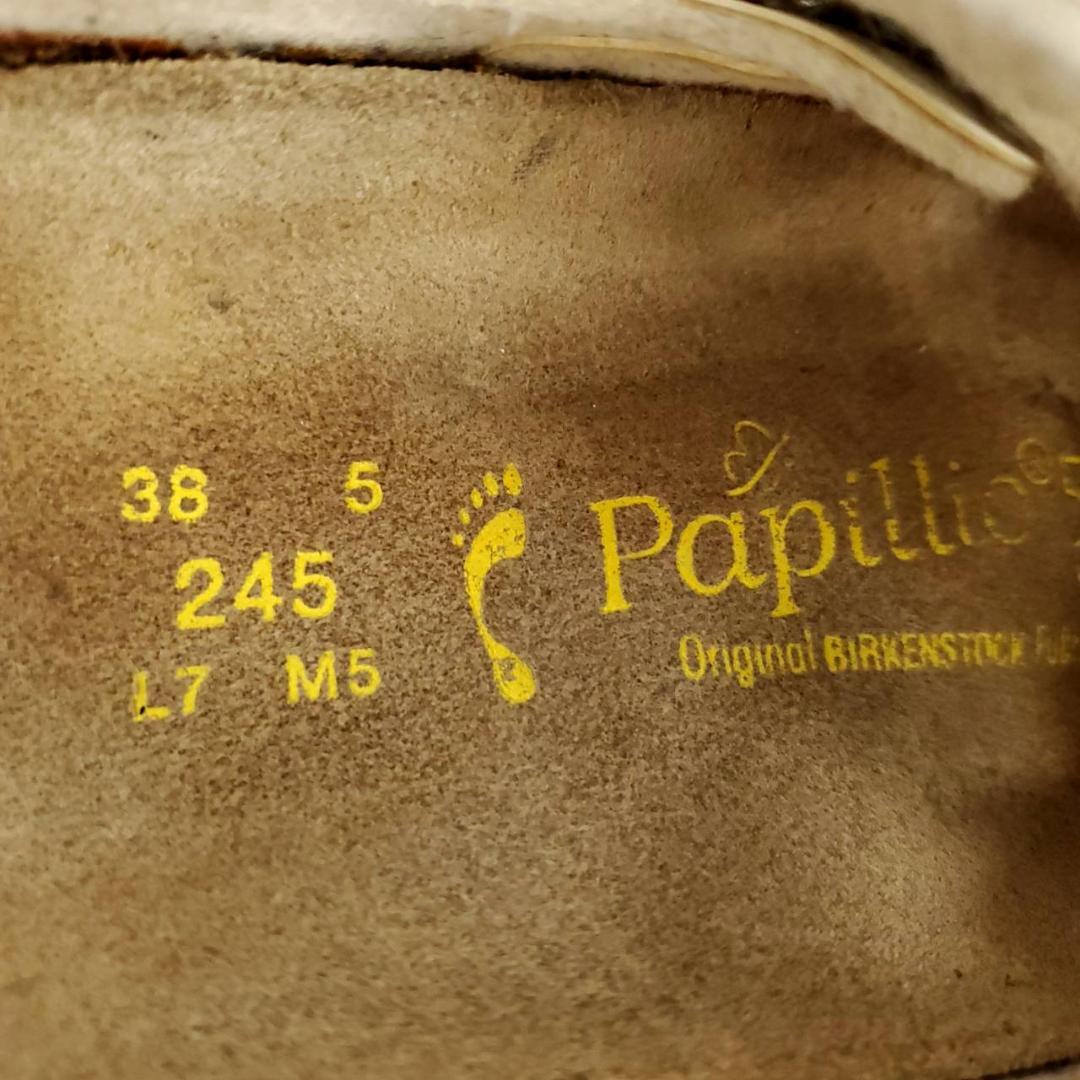 38 5
245
L7 M5
Papillio®
Original BIRKENSTOCK